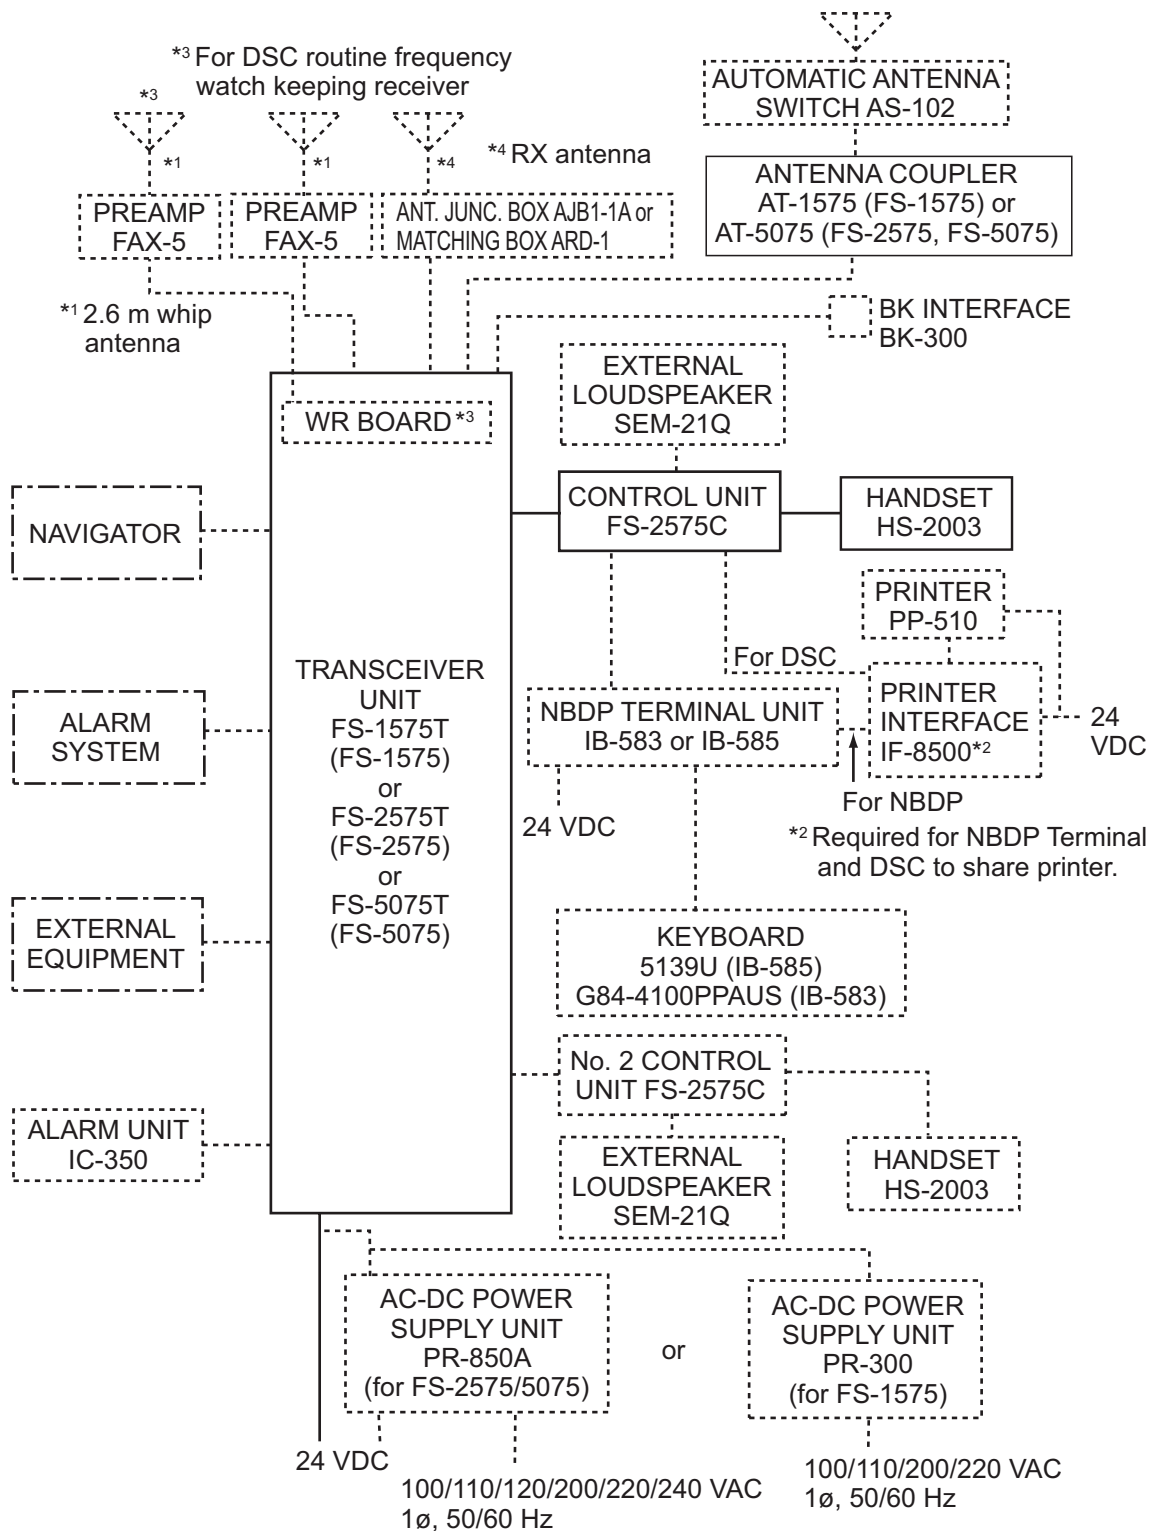 *3 For DSC routine frequency
watch keeping receiver
*3
*1
*1
*4
*4 RX antenna
AUTOMATIC ANTENNA
SWITCH AS-102
ANTENNA COUPLER
AT-1575 (FS-1575) or
AT-5075 (FS-2575, FS-5075)
PREAMP
FAX-5
PREAMP
FAX-5
ANT. JUNC. BOX AJB1-1A or
MATCHING BOX ARD-1
*1 2.6 m whip
antenna
BK INTERFACE
BK-300
EXTERNAL
LOUDSPEAKER
SEM-21Q
WR BOARD *3
CONTROL UNIT
FS-2575C
HANDSET
HS-2003
NAVIGATOR
PRINTER
PP-510
For DSC
TRANSCEIVER
UNIT
FS-1575T
(FS-1575)
or
FS-2575T
(FS-2575)
or
FS-5075T
(FS-5075)
ALARM
SYSTEM
NBDP TERMINAL UNIT
IB-583 or IB-585
PRINTER
INTERFACE
IF-8500*2
24
VDC
24 VDC
For NBDP
*2 Required for NBDP Terminal
and DSC to share printer.
EXTERNAL
EQUIPMENT
KEYBOARD
5139U (IB-585)
G84-4100PPAUS (IB-583)
No. 2 CONTROL
UNIT FS-2575C
ALARM UNIT
IC-350
EXTERNAL
LOUDSPEAKER
SEM-21Q
HANDSET
HS-2003
AC-DC POWER
SUPPLY UNIT
PR-850A
(for FS-2575/5075)
or
AC-DC POWER
SUPPLY UNIT
PR-300
(for FS-1575)
24 VDC
100/110/120/200/220/240 VAC
1ø, 50/60 Hz
100/110/200/220 VAC
1ø, 50/60 Hz